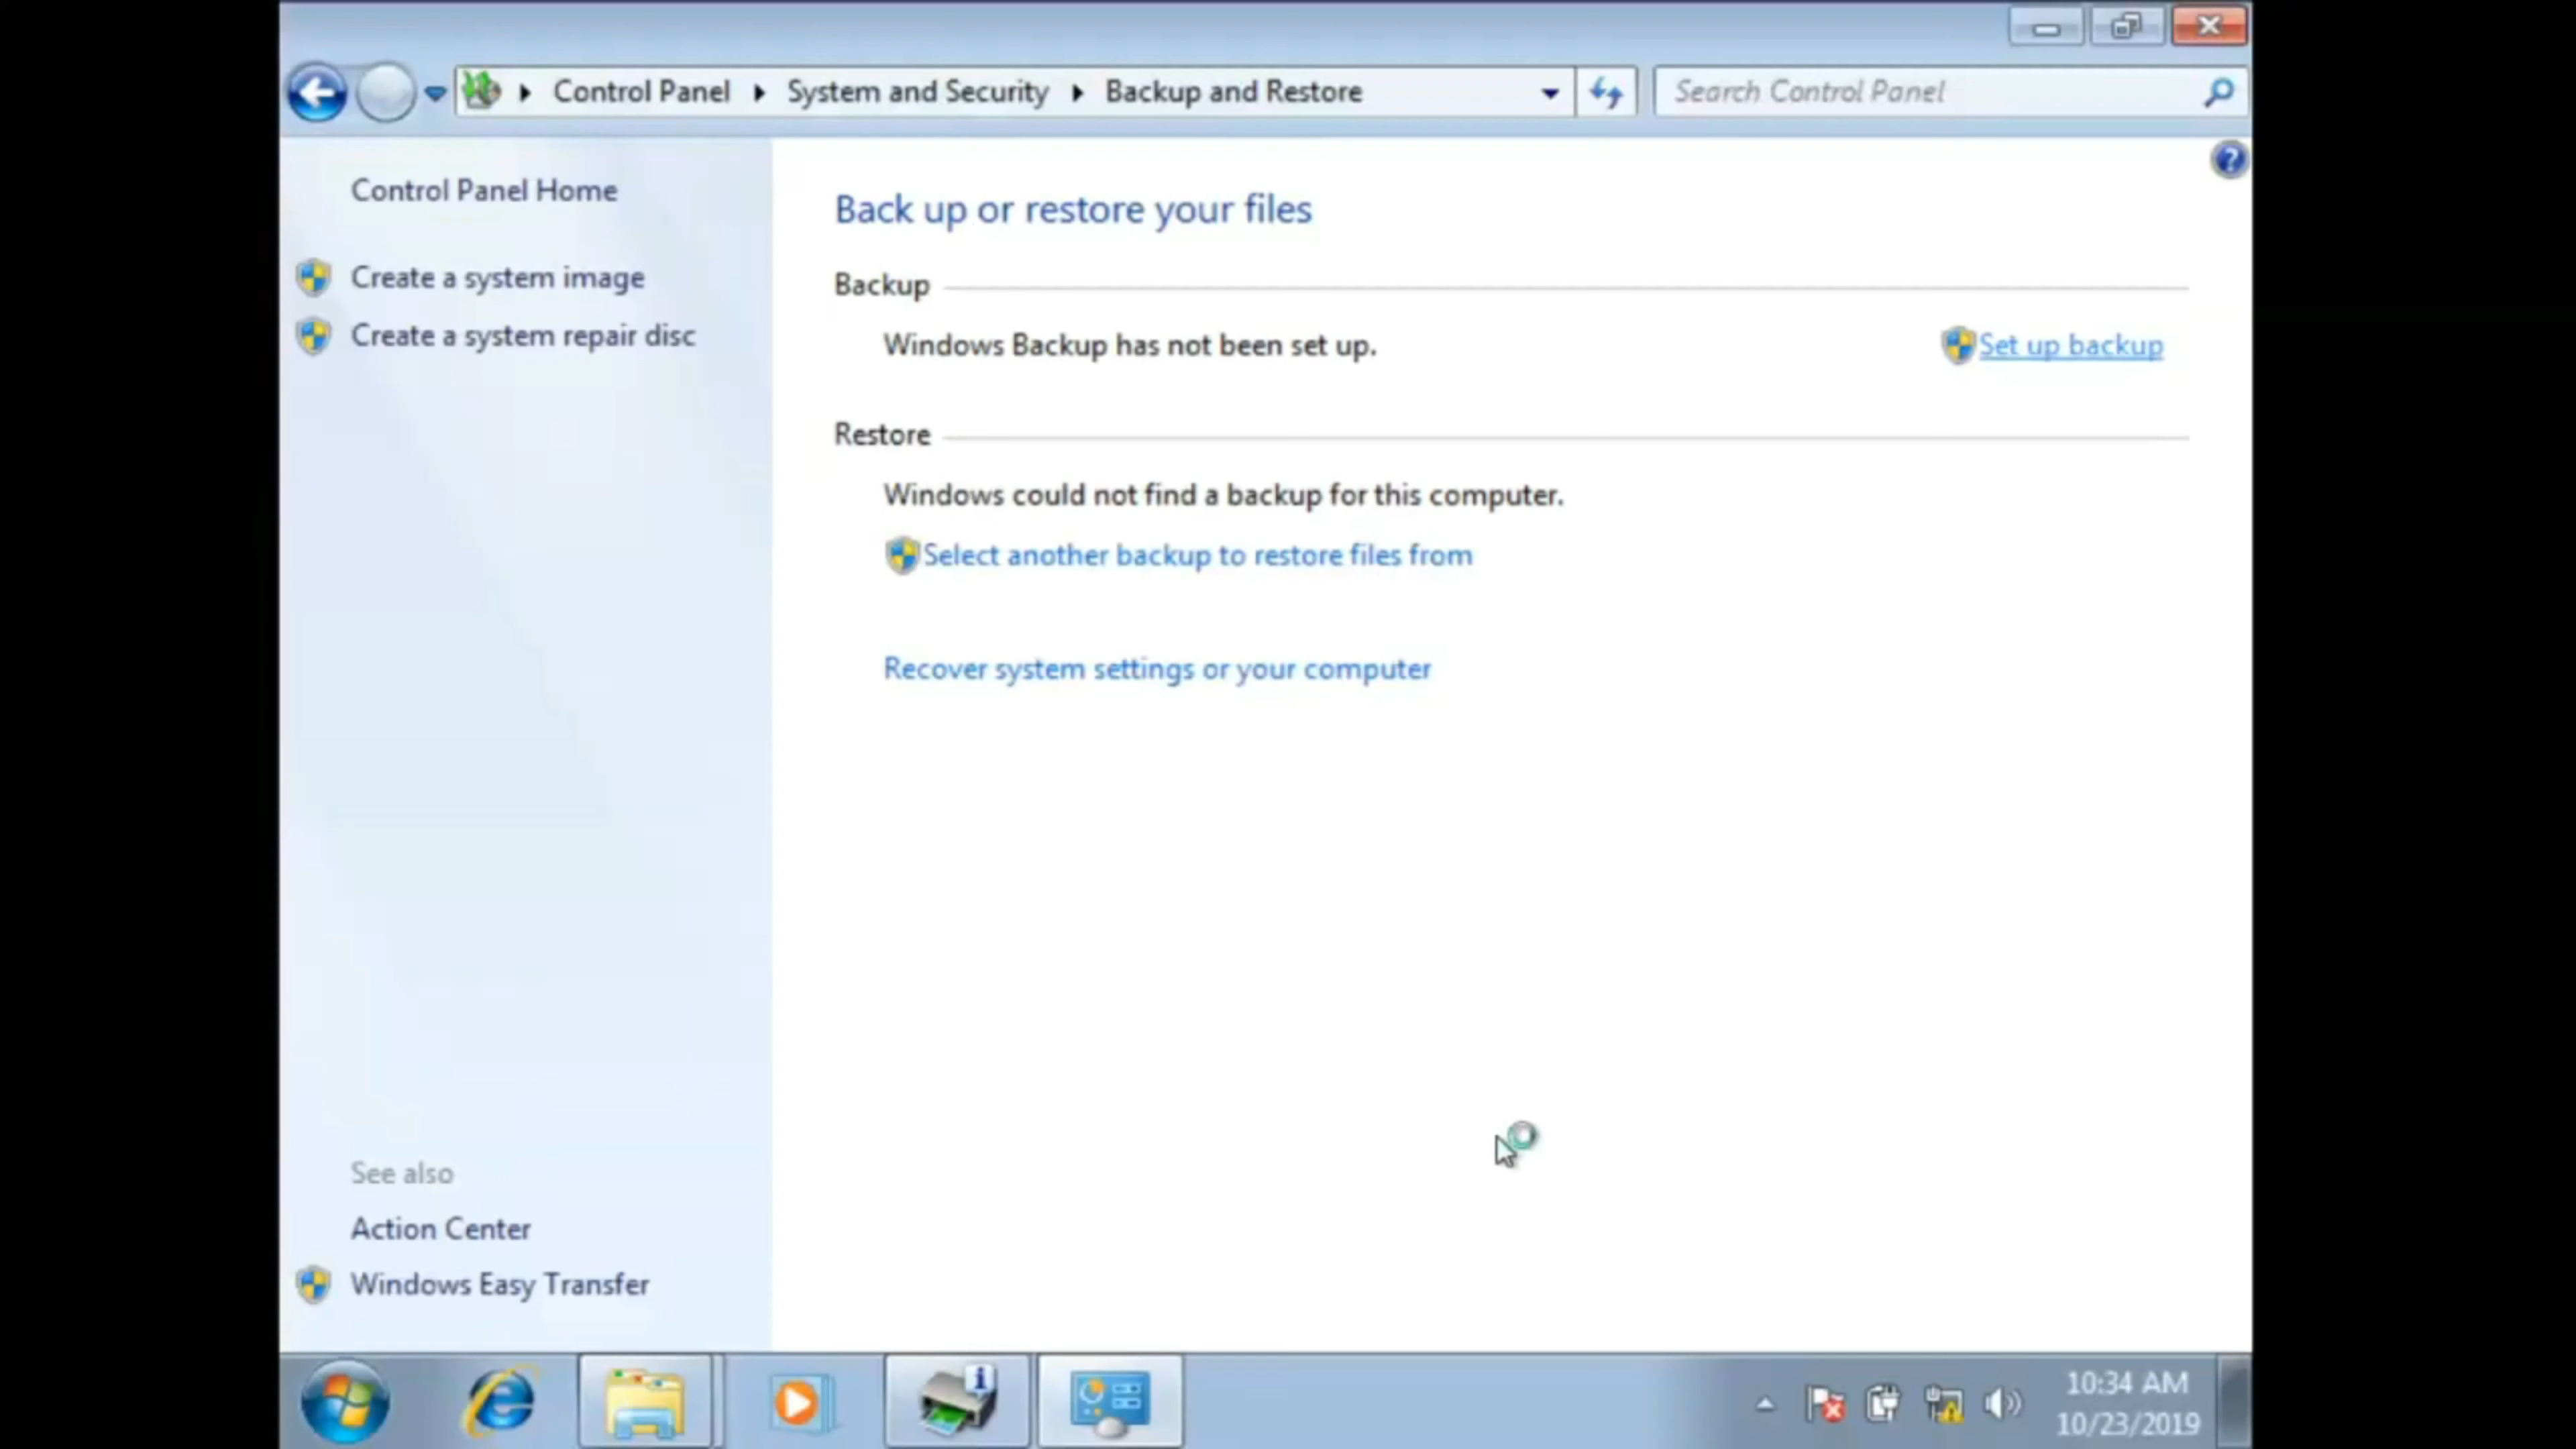 Control Panel System and Security Backup and Restore
Search Control Panel
Control Panel Home
Create a system image
Create a system repair disc
Back up or restore your files
Backup
Windows Backup has not been set up.
Set up backup
Restore
Windows could not find a backup for this computer.
Select another backup to restore files from
Recover system settings or your computer
See also
Action Center
Windows Easy Transfer
10:34 AM
10/23/2019